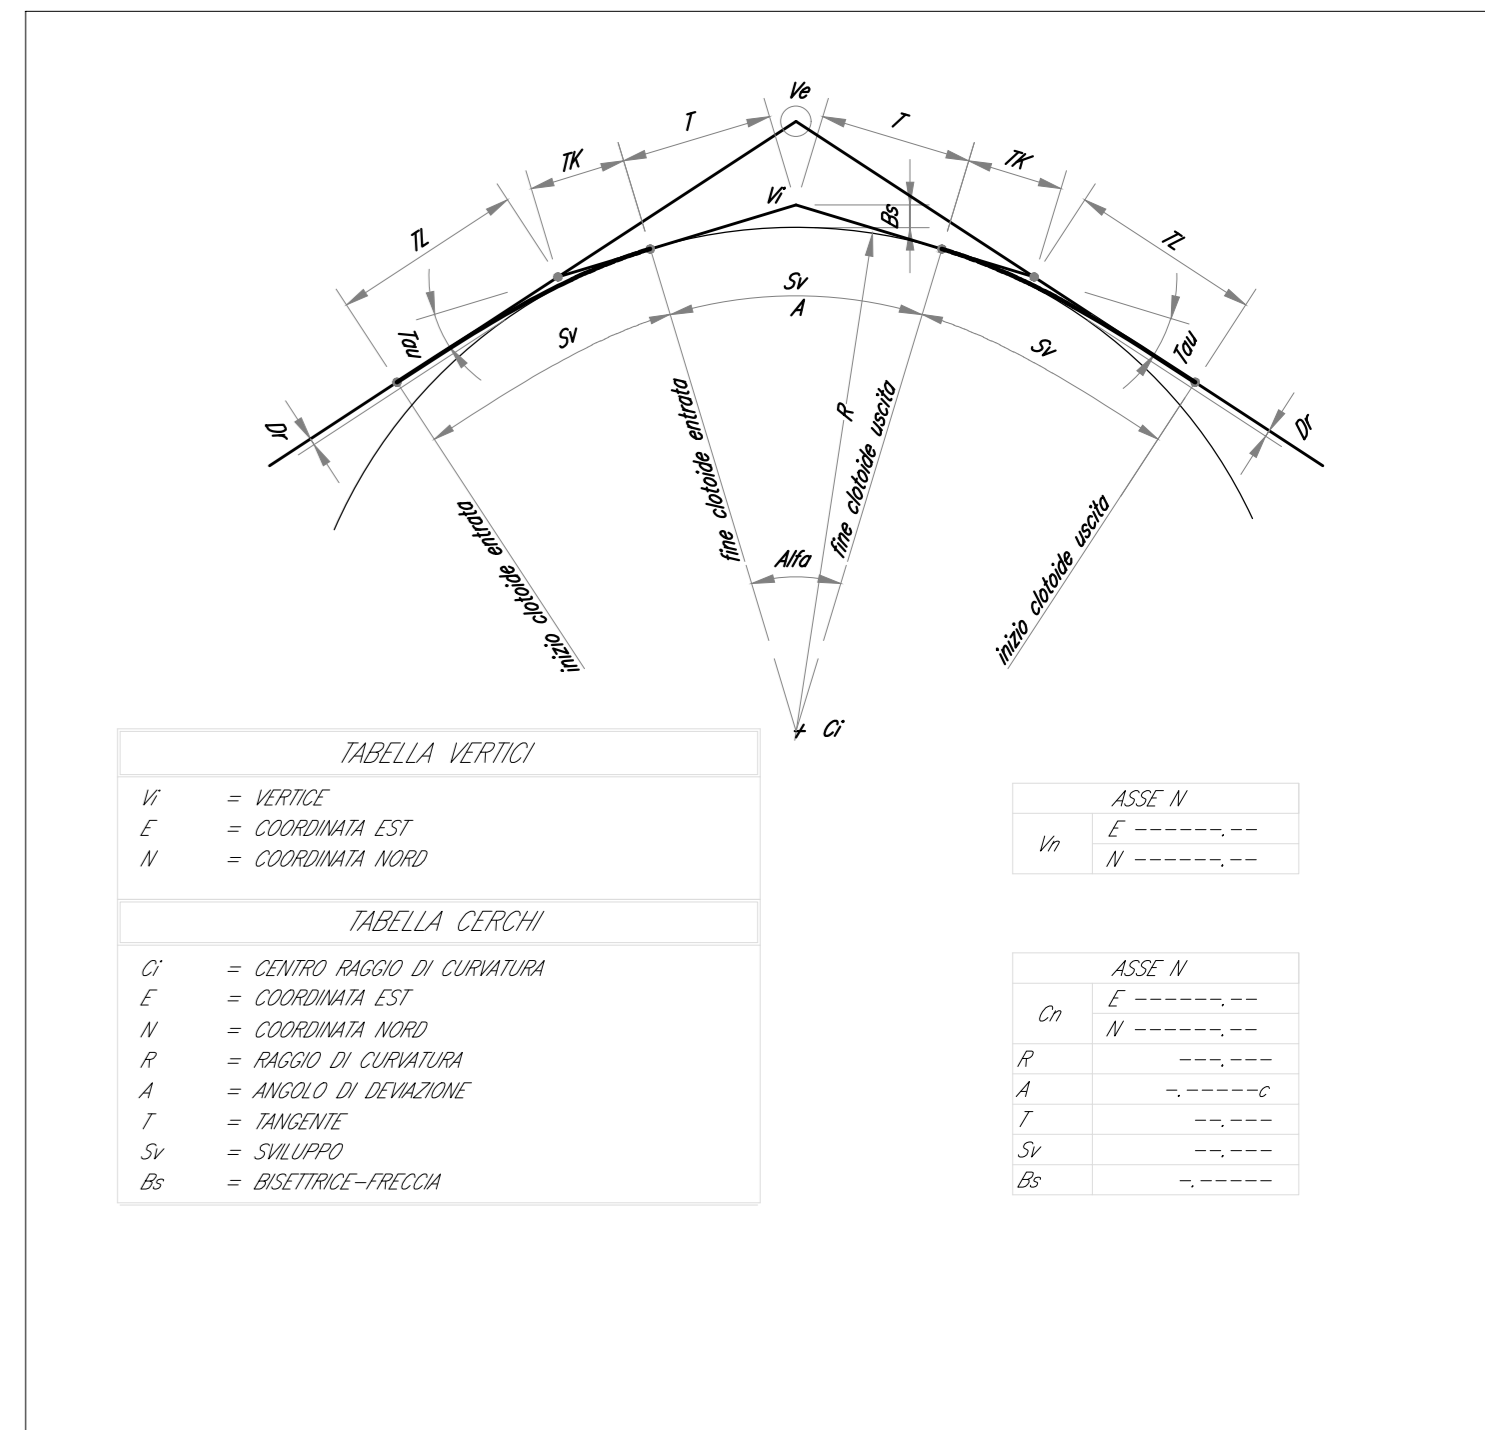 Ve
T
T
TK
TK
Vi
Bs
TL
TL
Sv
A
Sv
Sv
Tau
Tau
R
Dr
Dr
fine clotoide entrata
fine clotoide uscita
inizio clotoide entrata
inizio clotoide uscita
Alfa
Ci
TABELLA VERTICI
Vi = VERTICE
E = COORDINATA EST
N = COORDINATA NORD
TABELLA CERCHI
Ci = CENTRO RAGGIO DI CURVATURA
E = COORDINATA EST
N = COORDINATA NORD
R = RAGGIO DI CURVATURA
A = ANGOLO DI DEVIAZIONE
T = TANGENTE
Sv = SVILUPPO
Bs = BISETTRICE-FRECCIA
ASSE N
Vn
E ------.--
N ------.--
ASSE N
Cn
E ------.--
N ------.--
R ---.---
A -.-----c
T --.---
Sv --.---
Bs -.-----